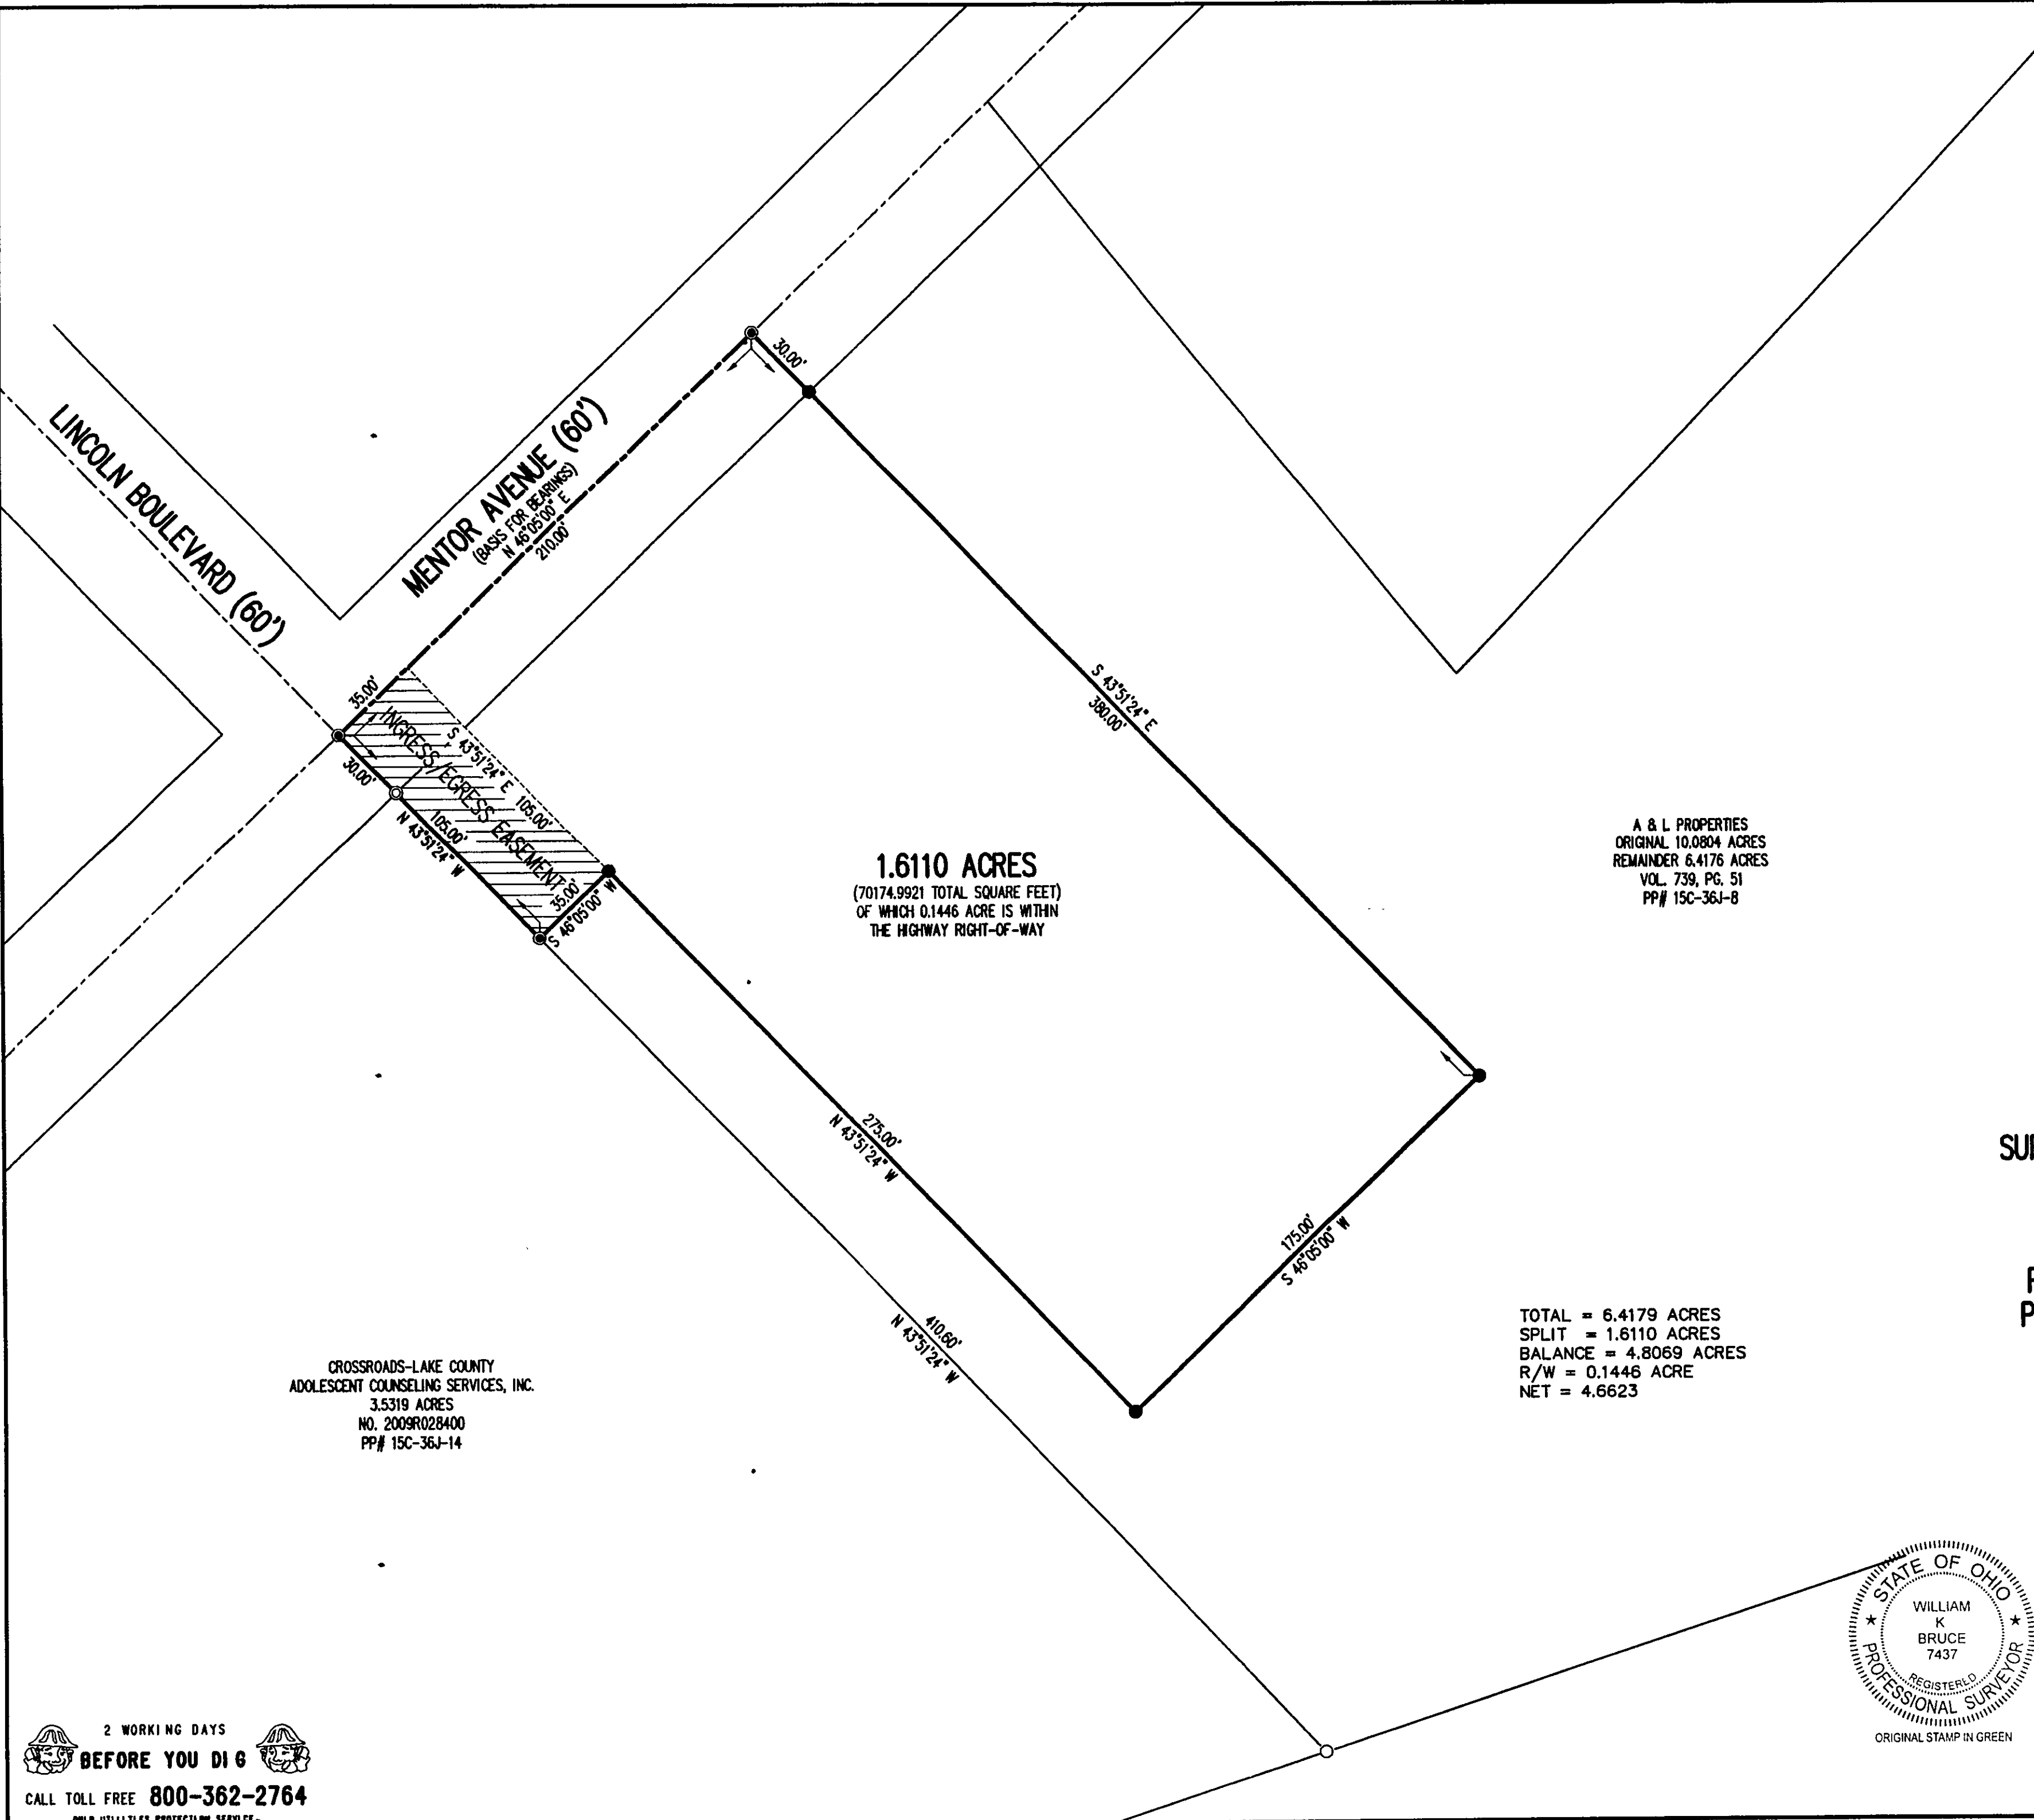 LINCOLN BOULEVARD (60')
MENTOR AVENUE (60')
(BASIS FOR BEARINGS)
N 46°05'00" E
210.00'
30.00'
35.00'
30.00'
INGRESS/EGRESS EASEMENT
S 43°51'24" E 105.00'
105.00'
N 43°51'24" W
35.00'
S 46°05'00" W
S 43°51'24" E
380.00'
1.6110 ACRES
(70174.9921 TOTAL SQUARE FEET)
OF WHICH 0.1446 ACRE IS WITHIN
THE HIGHWAY RIGHT-OF-WAY
A & L PROPERTIES
ORIGINAL 10.0804 ACRES
REMAINDER 6.4176 ACRES
VOL. 739, PG. 51
PP# 15C-36J-8
275.00'
N 43°51'24" W
175.00'
S 46°05'00" W
410.60'
N 43°51'24" W
TOTAL = 6.4179 ACRES
SPLIT = 1.6110 ACRES
BALANCE = 4.8069 ACRES
R/W = 0.1446 ACRE
NET = 4.6623
CROSSROADS-LAKE COUNTY
ADOLESCENT COUNSELING SERVICES, INC.
3.5319 ACRES
NO. 2009R028400
PP# 15C-36J-14
STATE OF OHIO
WILLIAM
K
BRUCE
7437
REGISTERED
PROFESSIONAL SURVEYOR
ORIGINAL STAMP IN GREEN
2 WORKING DAYS
BEFORE YOU DIG
CALL TOLL FREE 800-362-2764